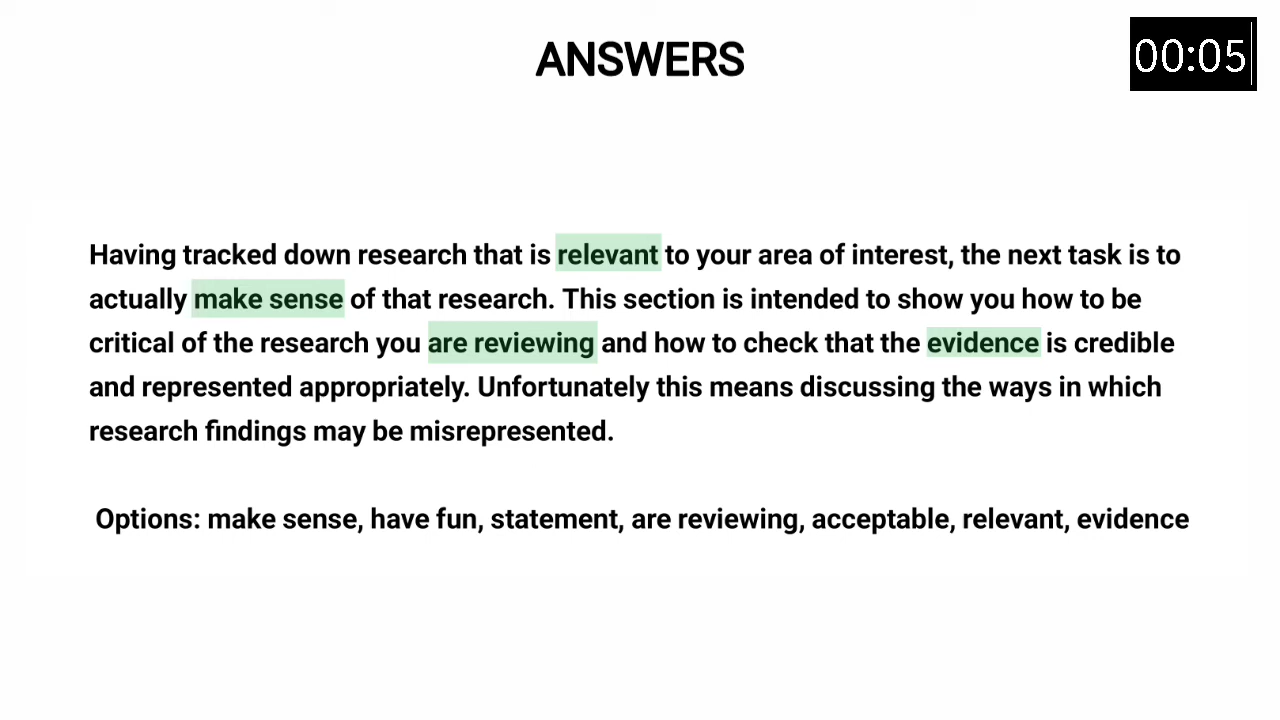 ANSWERS
00:05
Having tracked down research that is relevant to your area of interest, the next task is to
actually make sense of that research. This section is intended to show you how to be
critical of the research you are reviewing and how to check that the evidence is credible
and represented appropriately. Unfortunately this means discussing the ways in which
research findings may be misrepresented.
Options: make sense, have fun, statement, are reviewing, acceptable, relevant, evidence